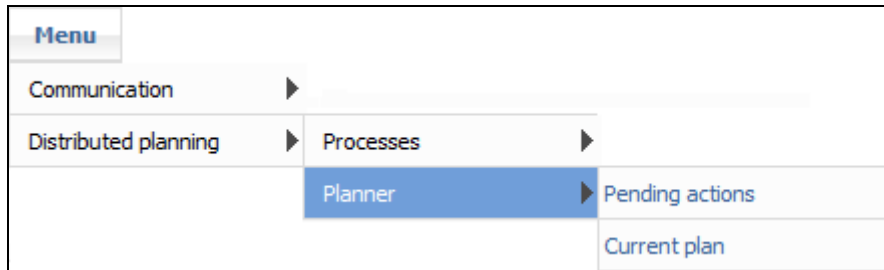 Menu
Communication
Distributed planning Processes
Planner Pending actions
Current plan